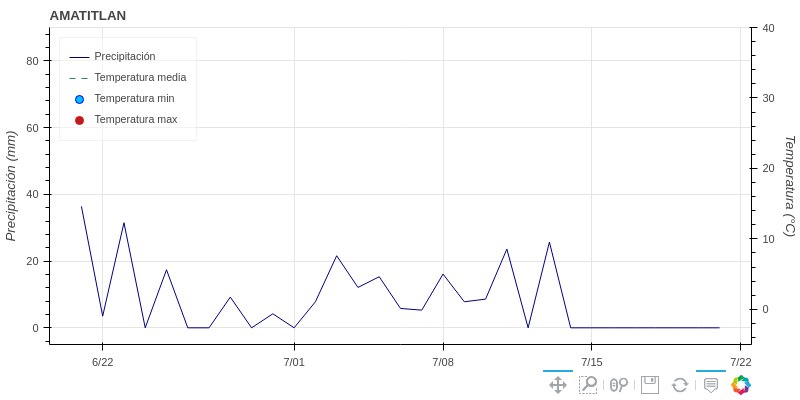 AMATITLAN
Precipitación
Temperatura media
Temperatura min
Temperatura max
Precipitación (mm)
80
60
40
20
0
Temperatura (°C)
40
30
20
10
0
6/22
7/01
7/08
7/15
7/22